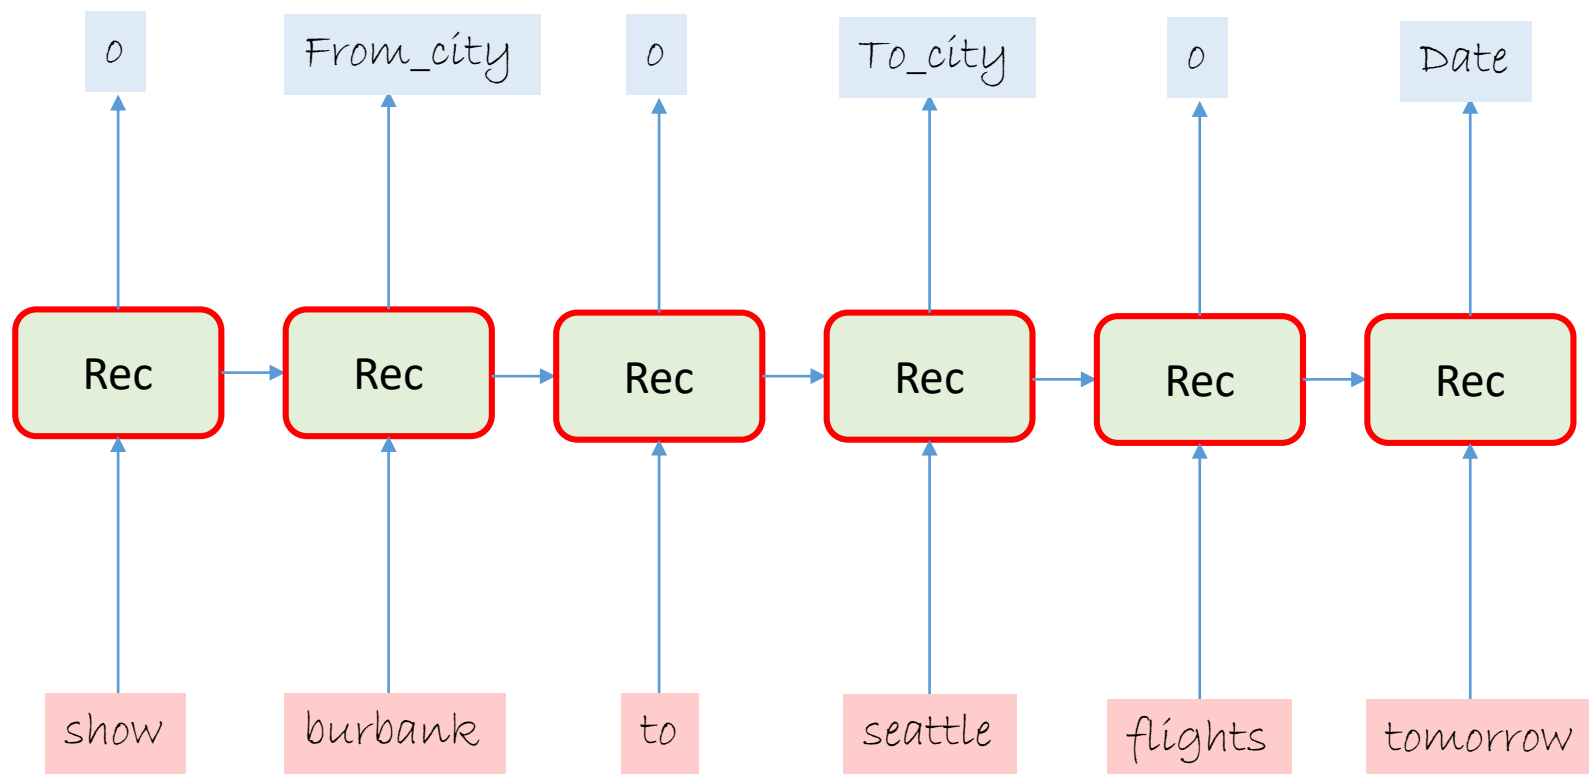 o From_city o To_city o Date
Rec Rec Rec Rec Rec Rec
show burbank to seattle flights tomorrow